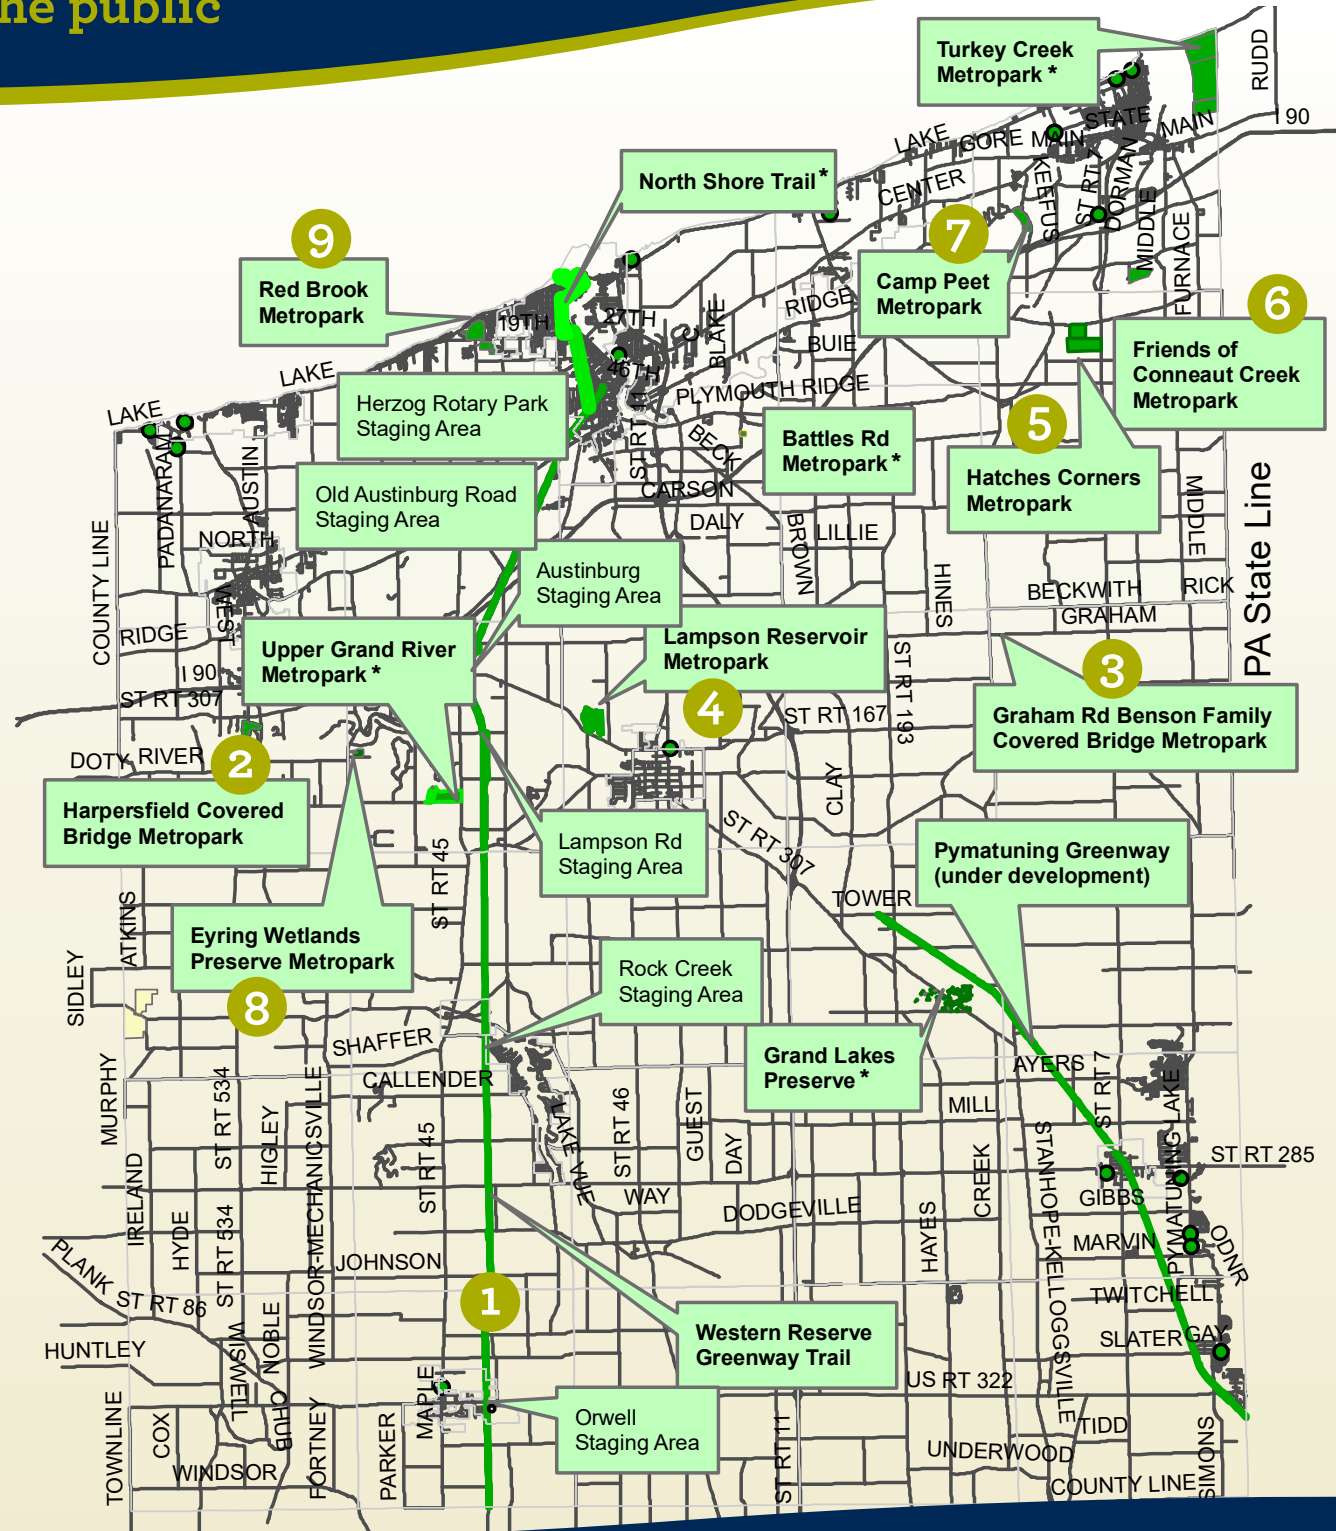 he public
Turkey Creek
Metropark *
RUDD
I 90
STATE
MAIN
LAKE
GORE
MAIN
North Shore Trail *
CENTER
KEEFUS
ST RT 7
DORMAN
MIDDLE
FURNACE
9
7
Red Brook
Metropark
Camp Peet
Metropark
6
19TH
27TH
C
BLAKE
RIDGE
BUIE
46TH
Friends of
Conneaut Creek
Metropark
LAKE
PLYMOUTH RIDGE
LAKE
Herzog Rotary Park
Staging Area
ST RT 11
BECK
Battles Rd
Metropark *
5
Hatches Corners
Metropark
PADANARAM
AUSTIN
Old Austinburg Road
Staging Area
CARSON
DALY
BROWN
LILLIE
MIDDLE
PA State Line
COUNTY LINE
NORTH
WEST
Austinburg
Staging Area
HINES
BECKWITH
RICK
GRAHAM
RIDGE
Upper Grand River
Metropark *
Lampson Reservoir
Metropark
4
ST RT 193
3
I 90
ST RT 307
ST RT 167
Graham Rd Benson Family
Covered Bridge Metropark
DOTY
RIVER
2
Harpersfield Covered
Bridge Metropark
CLAY
ST RT 307
ST RT 45
Lampson Rd
Staging Area
Pymatuning Greenway
(under development)
TOWER
ATKINS
SIDLEY
Eyring Wetlands
Preserve Metropark
8
Rock Creek
Staging Area
Grand Lakes
Preserve *
SHAFFER
CALLENDER
AYERS
ST RT 7
PYMATUNING LAKE
MURPHY
ST RT 534
HIGLEY
WINDSOR-MECHANICSVILLE
ST RT 45
LAKE VUE
ST RT 46
GUEST
DAY
MILL
CREEK
STANHOPE-KELLOGGSVILLE
ST RT 285
GIBBS
IRELAND
HYDE
ST RT 534
WAY
DODGEVILLE
HAYES
MARVIN
ODNR
PLANK
ST RT 86
JOHNSON
1
TWITCHELL
HUNTLEY
WISWELL
NOBLE
Western Reserve
Greenway Trail
SLATER
GAY
US RT 322
MAPLE
TOWNLINE
COX
CHUB
FORTNEY
PARKER
Orwell
Staging Area
ST RT 11
TIDD
UNDERWOOD
SIMONS
WINDSOR
COUNTY LINE